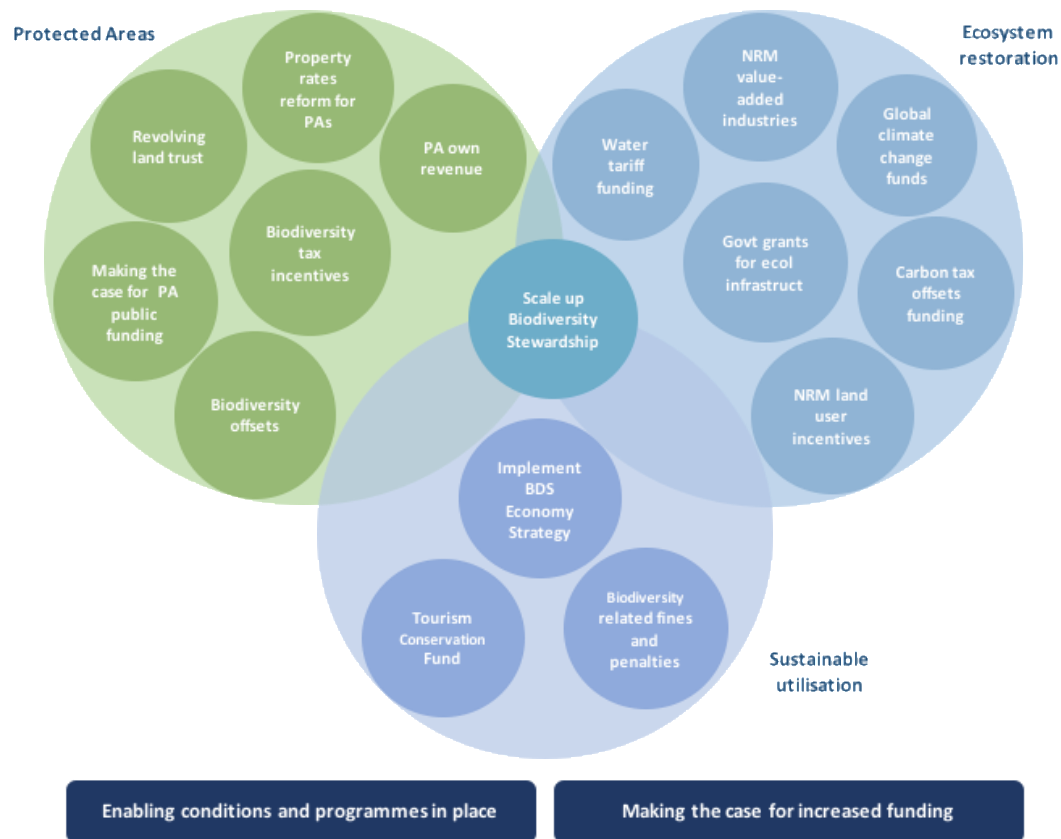 Protected Areas
Ecosystem
restoration
Property
rates
reform for
PAs
Revolving
land trust
PA own
revenue
Biodiversity
tax
incentives
Making the
case for PA
public
funding
Biodiversity
offsets
NRM
value-
added
industries
Water
tariff
funding
Global
climate
change
funds
Govt grants
for ecol
infrastruct
Carbon tax
offsets
funding
NRM land
user
incentives
Scale up
Biodiversity
Stewardship
Implement
BDS
Economy
Strategy
Tourism
Conservation
Fund
Biodiversity
related fines
and
penalties
Sustainable
utilisation
Enabling conditions and programmes in place
Making the case for increased funding